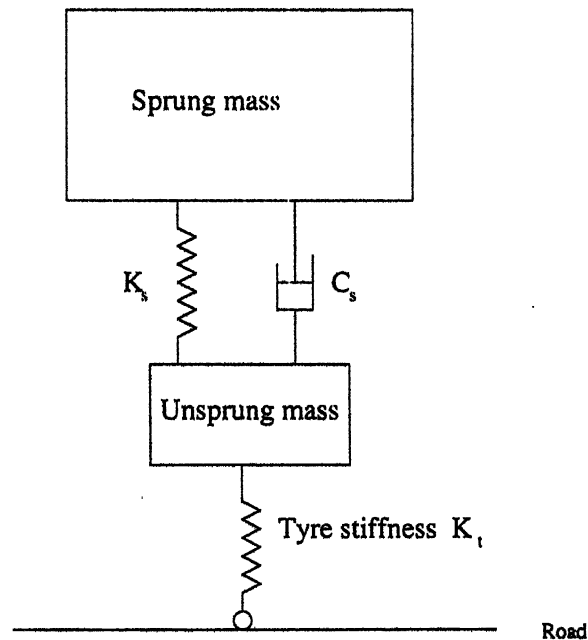 Sprung mass
K_s C_s
Unsprung mass
Tyre stiffness K_t
Road